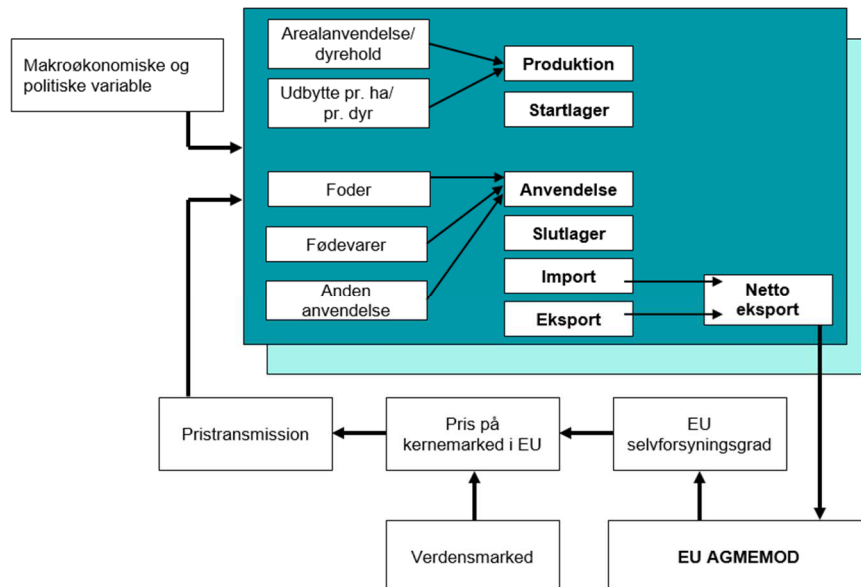 Makroøkonomiske og
politiske variable
Arealanvendelse/
dyrehold
Udbytte pr. ha/
pr. dyr
Produktion
Startlager
Foder
Fødevarer
Anden
anvendelse
Anvendelse
Slutlager
Import
Eksport
Netto
eksport
Pristransmission
Pris på
kernemarked i EU
EU
selvforsyningsgrad
Verdensmarked
EU AGMEMOD